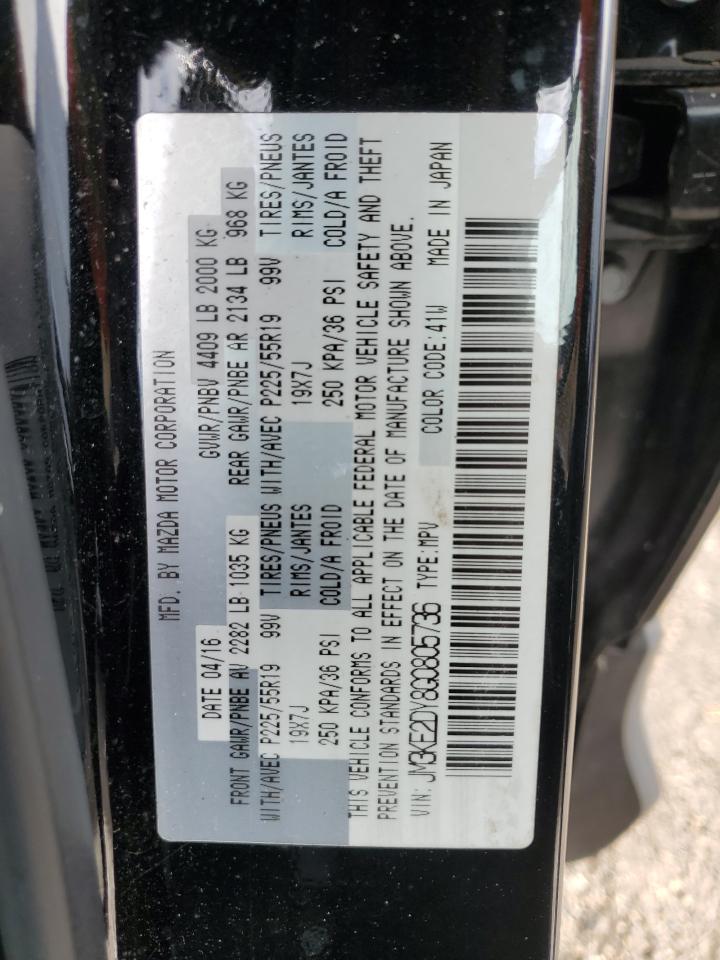 MFD. BY MAZDA MOTOR CORPORATION
DATE 04/16 GVWR/PNBV 4409 LB 2000 KG
FRONT GAWR/PNBE AV 2282 LB 1035 KG REAR GAWR/PNBE AR 2134 LB 968 KG
WITH/AVEC P225/55R19 99V TIRES/PNEUS WITH/AVEC P225/55R19 99V TIRES/PNEUS
19X7J RIMS/JANTES 19X7J RIMS/JANTES
250 KPA/36 PSI COLD/A FROID 250 KPA/36 PSI COLD/A FROID
THIS VEHICLE CONFORMS TO ALL APPLICABLE FEDERAL MOTOR VEHICLE SAFETY AND THEFT
PREVENTION STANDARDS IN EFFECT ON THE DATE OF MANUFACTURE SHOWN ABOVE.
VIN: JM3KE2DY8G0805736 TYPE:MPV COLOR CODE:41W MADE IN JAPAN